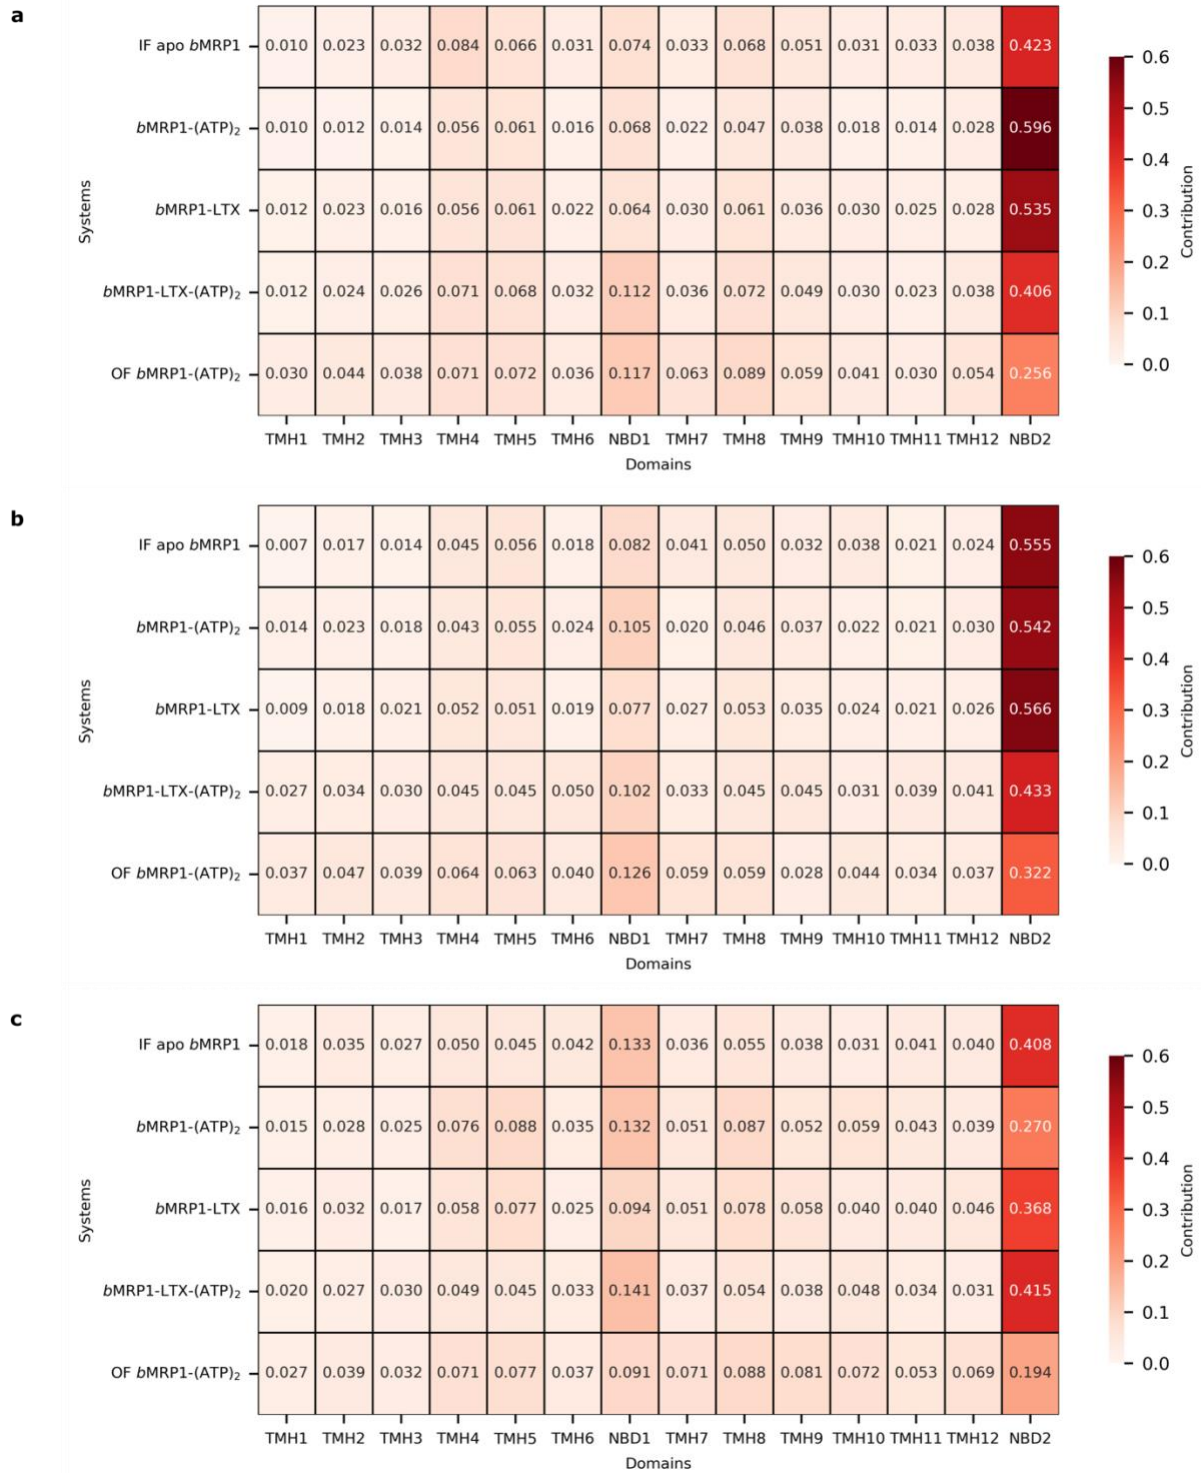 a
IF apo bMRP1 0.010 0.023 0.032 0.084 0.066 0.031 0.074 0.033 0.068 0.051 0.031 0.033 0.038 0.423
bMRP1-(ATP)₂ 0.010 0.012 0.014 0.056 0.061 0.016 0.068 0.022 0.047 0.038 0.018 0.014 0.028 0.596
bMRP1-LTX 0.012 0.023 0.016 0.056 0.061 0.022 0.064 0.030 0.061 0.036 0.030 0.025 0.028 0.535
bMRP1-LTX-(ATP)₂ 0.012 0.024 0.026 0.071 0.068 0.032 0.112 0.036 0.072 0.049 0.030 0.023 0.038 0.406
OF bMRP1-(ATP)₂ 0.030 0.044 0.038 0.071 0.072 0.036 0.117 0.063 0.089 0.059 0.041 0.030 0.054 0.256
TMH1 TMH2 TMH3 TMH4 TMH5 TMH6 NBD1 TMH7 TMH8 TMH9 TMH10 TMH11 TMH12 NBD2
Domains
Systems
0.6
0.5
0.4
0.3
0.2
0.1
0.0
Contribution
b
IF apo bMRP1 0.007 0.017 0.014 0.045 0.056 0.018 0.082 0.041 0.050 0.032 0.038 0.021 0.024 0.555
bMRP1-(ATP)₂ 0.014 0.023 0.018 0.043 0.055 0.024 0.105 0.020 0.046 0.037 0.022 0.021 0.030 0.542
bMRP1-LTX 0.009 0.018 0.021 0.052 0.051 0.019 0.077 0.027 0.053 0.035 0.024 0.021 0.026 0.566
bMRP1-LTX-(ATP)₂ 0.027 0.034 0.030 0.045 0.045 0.050 0.102 0.033 0.045 0.045 0.031 0.039 0.041 0.433
OF bMRP1-(ATP)₂ 0.037 0.047 0.039 0.064 0.063 0.040 0.126 0.059 0.059 0.028 0.044 0.034 0.037 0.322
TMH1 TMH2 TMH3 TMH4 TMH5 TMH6 NBD1 TMH7 TMH8 TMH9 TMH10 TMH11 TMH12 NBD2
Domains
Systems
0.6
0.5
0.4
0.3
0.2
0.1
0.0
Contribution
c
IF apo bMRP1 0.018 0.035 0.027 0.050 0.045 0.042 0.133 0.036 0.055 0.038 0.031 0.041 0.040 0.408
bMRP1-(ATP)₂ 0.015 0.028 0.025 0.076 0.088 0.035 0.132 0.051 0.087 0.052 0.059 0.043 0.039 0.270
bMRP1-LTX 0.016 0.032 0.017 0.058 0.077 0.025 0.094 0.051 0.078 0.058 0.040 0.040 0.046 0.368
bMRP1-LTX-(ATP)₂ 0.020 0.027 0.030 0.049 0.045 0.033 0.141 0.037 0.054 0.038 0.048 0.034 0.031 0.415
OF bMRP1-(ATP)₂ 0.027 0.039 0.032 0.071 0.077 0.037 0.091 0.071 0.088 0.081 0.072 0.053 0.069 0.194
TMH1 TMH2 TMH3 TMH4 TMH5 TMH6 NBD1 TMH7 TMH8 TMH9 TMH10 TMH11 TMH12 NBD2
Domains
Systems
0.6
0.5
0.4
0.3
0.2
0.1
0.0
Contribution